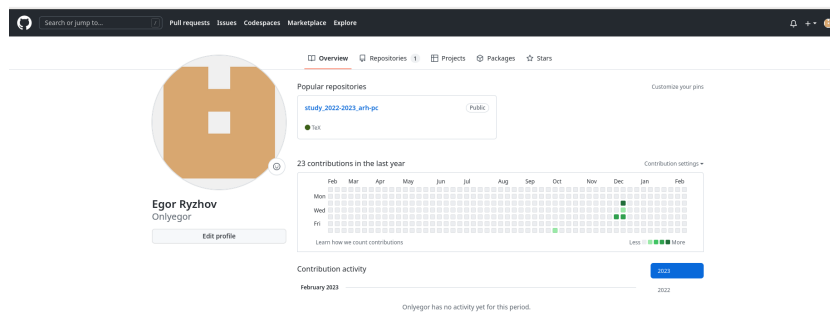 Search or jump to... /
Pull requests Issues Codespaces Marketplace Explore
Overview Repositories 1 Projects Packages Stars
Popular repositories
Customize your pins
study_2022-2023_arh-pc
Public
TeX
Egor Ryzhov
Onlyegor
Edit profile
23 contributions in the last year
Contribution settings
Feb Mar Apr May Jun Jul Aug Sep Oct Nov Dec Jan Feb
Mon
Wed
Fri
Learn how we count contributions
Less More
Contribution activity
2023
2022
February 2023
Onlyegor has no activity yet for this period.